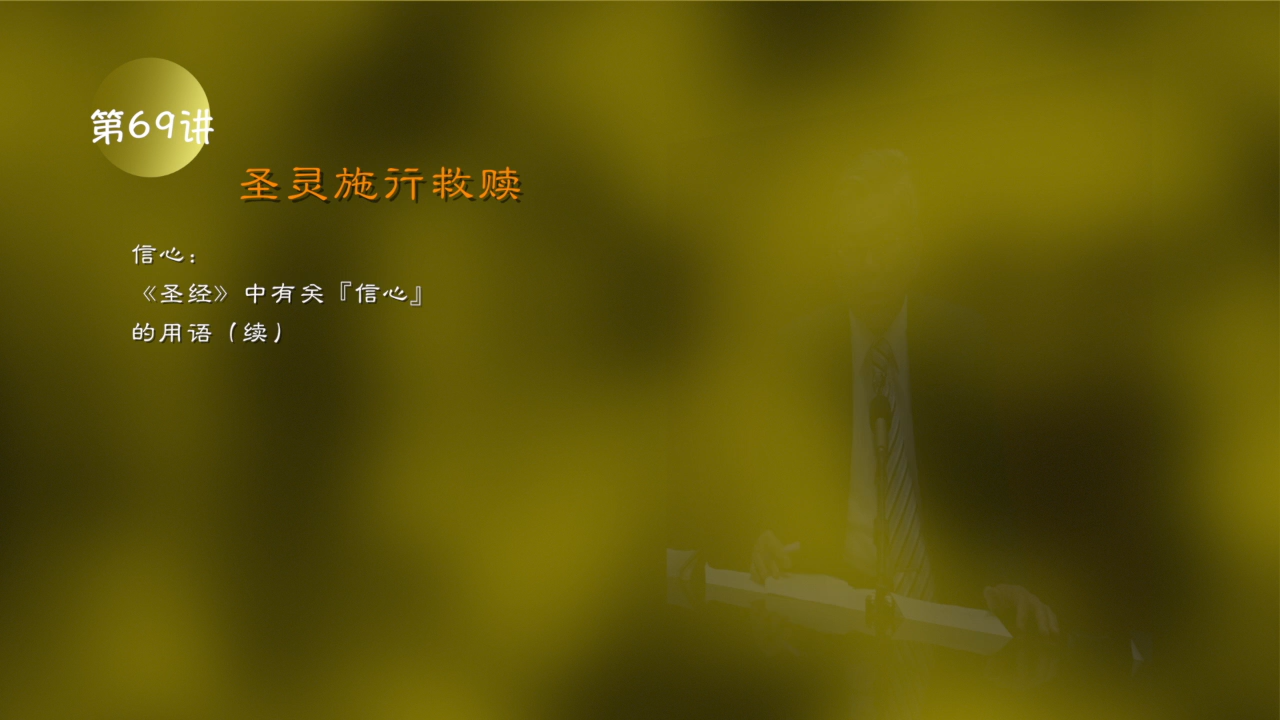 第69讲
圣灵施行救赎
信心：
《圣经》中有关『信心』
的用语（续）